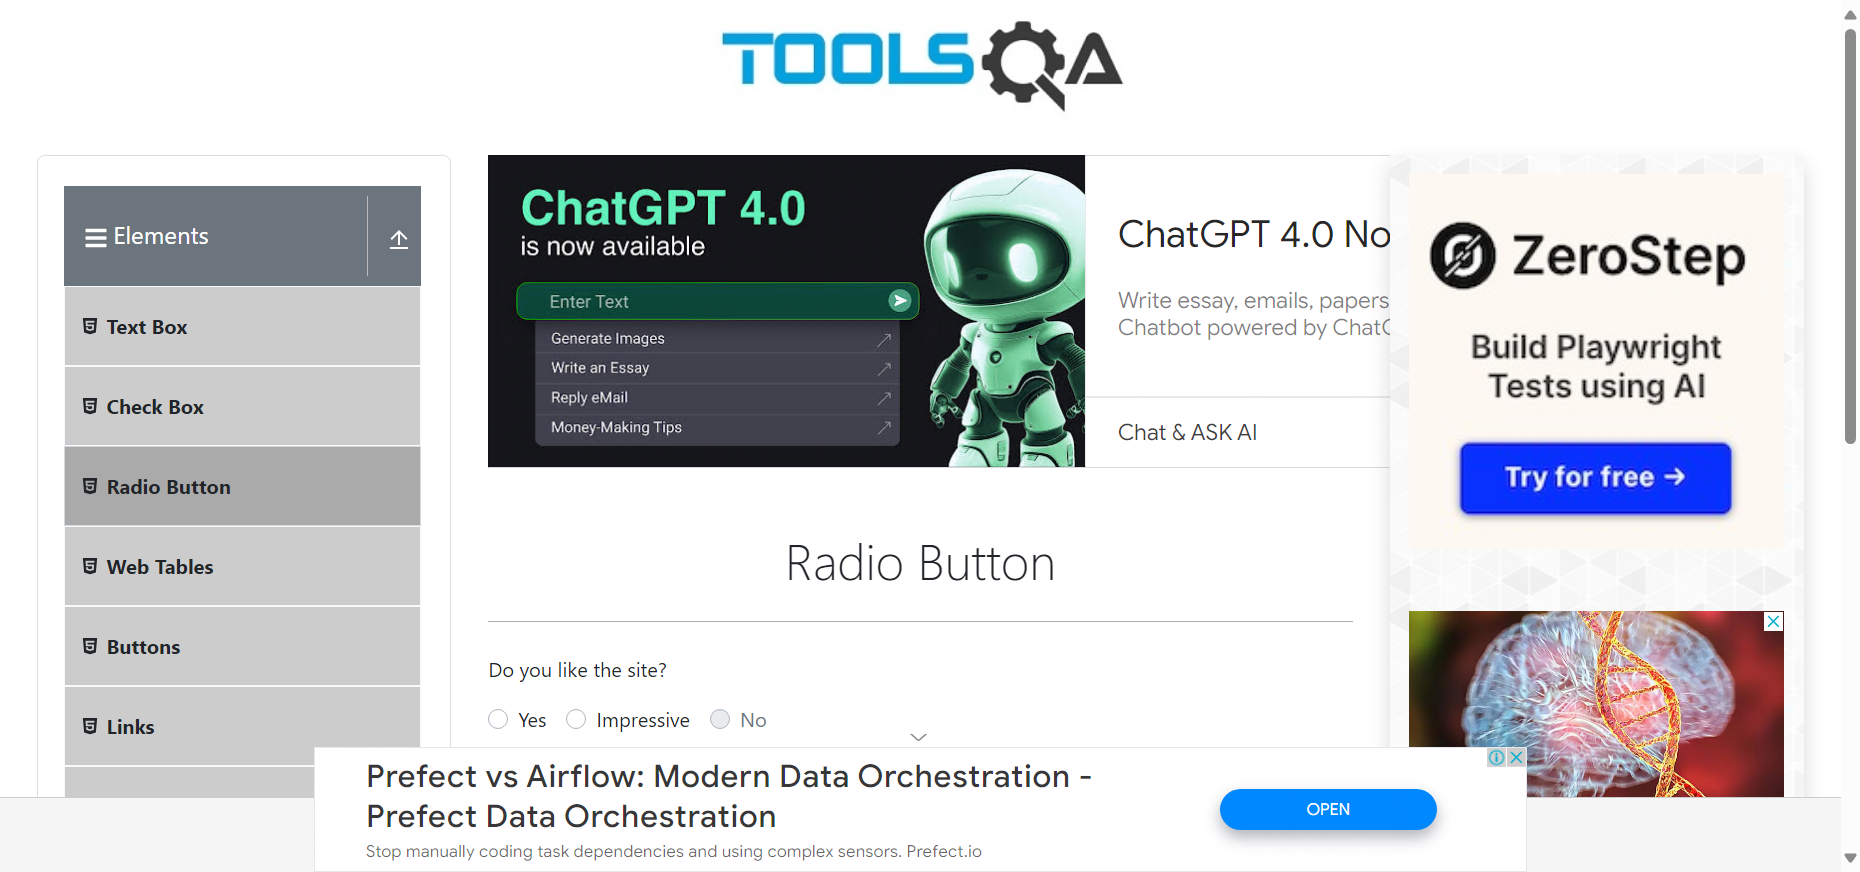 TOOLSQA
Elements
Text Box
Check Box
Radio Button
Web Tables
Buttons
Links
ChatGPT 4.0
is now available
Enter Text
Generate Images
Write an Essay
Reply eMail
Money-Making Tips
ChatGPT 4.0 No
Write essay, emails, papers
Chatbot powered by Chat
Chat & ASK AI
ZeroStep
Build Playwright
Tests using AI
Try for free →
Radio Button
Do you like the site?
Yes Impressive No
Prefect vs Airflow: Modern Data Orchestration -
Prefect Data Orchestration
Stop manually coding task dependencies and using complex sensors. Prefect.io
OPEN